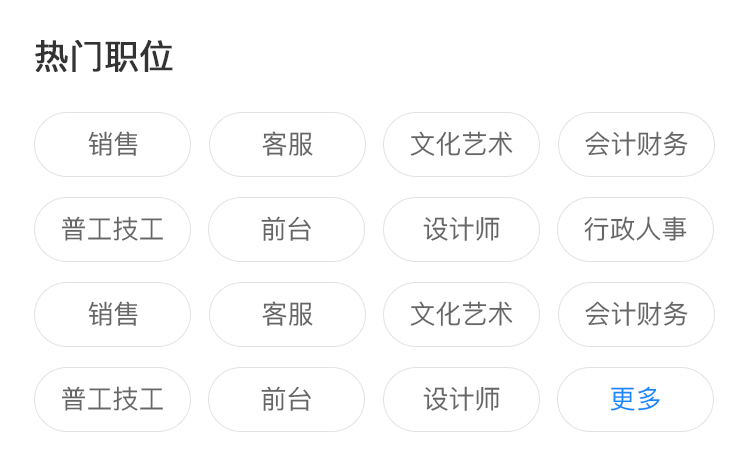 热门职位
销售 客服 文化艺术 会计财务
普工技工 前台 设计师 行政人事
销售 客服 文化艺术 会计财务
普工技工 前台 设计师 更多